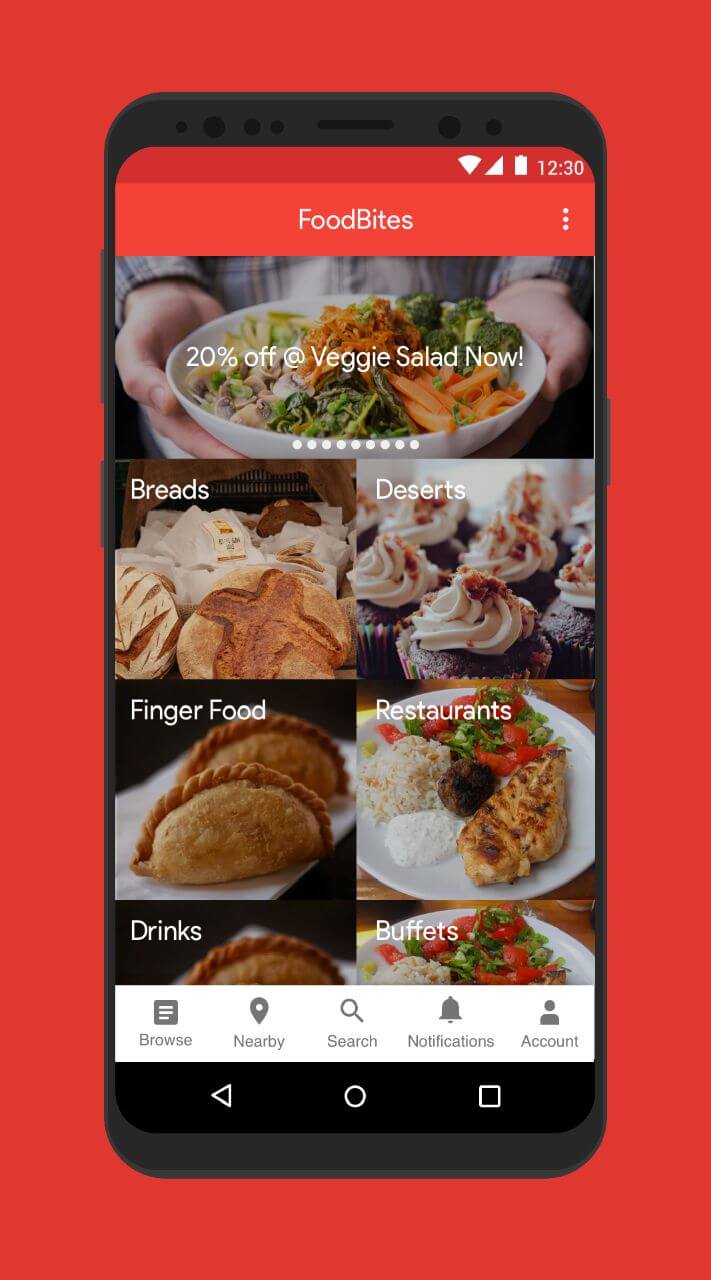 12:30
FoodBites
20% off @ Veggie Salad Now!
Breads
Deserts
Finger Food
Restaurants
Drinks
Buffets
Browse
Nearby
Search
Notifications
Account